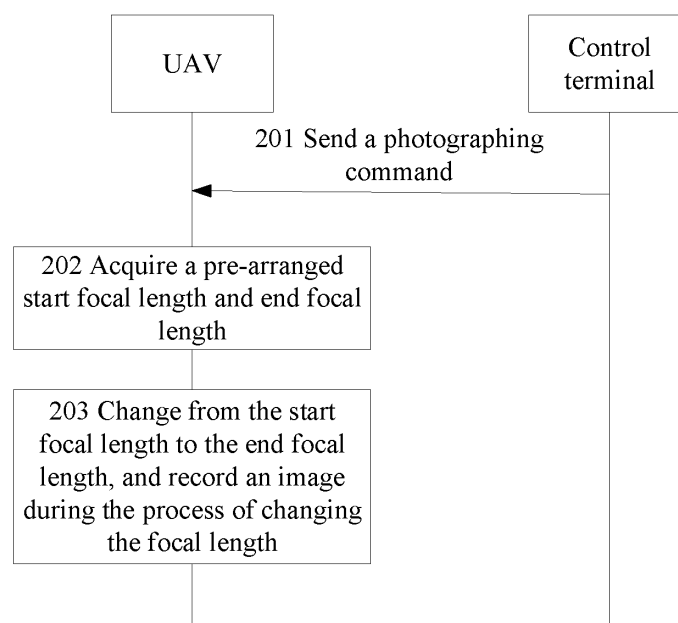 UAV
Control
terminal
201 Send a photographing
command
202 Acquire a pre-arranged
start focal length and end focal
length
203 Change from the start
focal length to the end focal
length, and record an image
during the process of changing
the focal length